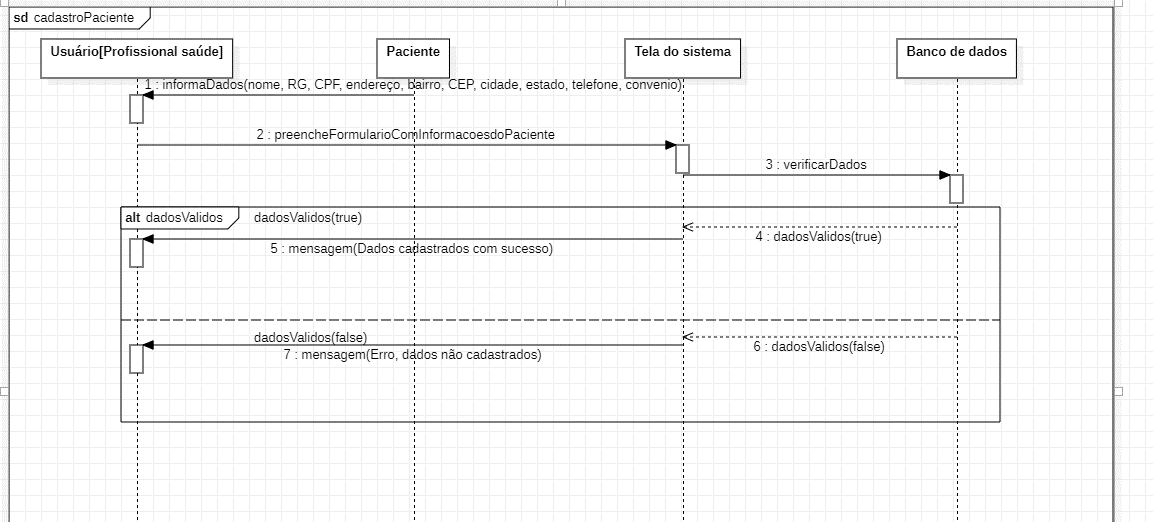 sd cadastroPaciente
Usuário[Profissional saúde]
Paciente
Tela do sistema
Banco de dados
1 : informaDados(nome, RG, CPF, endereço, bairro, CEP, cidade, estado, telefone, convenio)
2 : preencheFormularioComInformacoesdoPaciente
3 : verificarDados
alt dadosValidos
dadosValidos(true)
4 : dadosValidos(true)
5 : mensagem(Dados cadastrados com sucesso)
dadosValidos(false)
6 : dadosValidos(false)
7 : mensagem(Erro, dados não cadastrados)